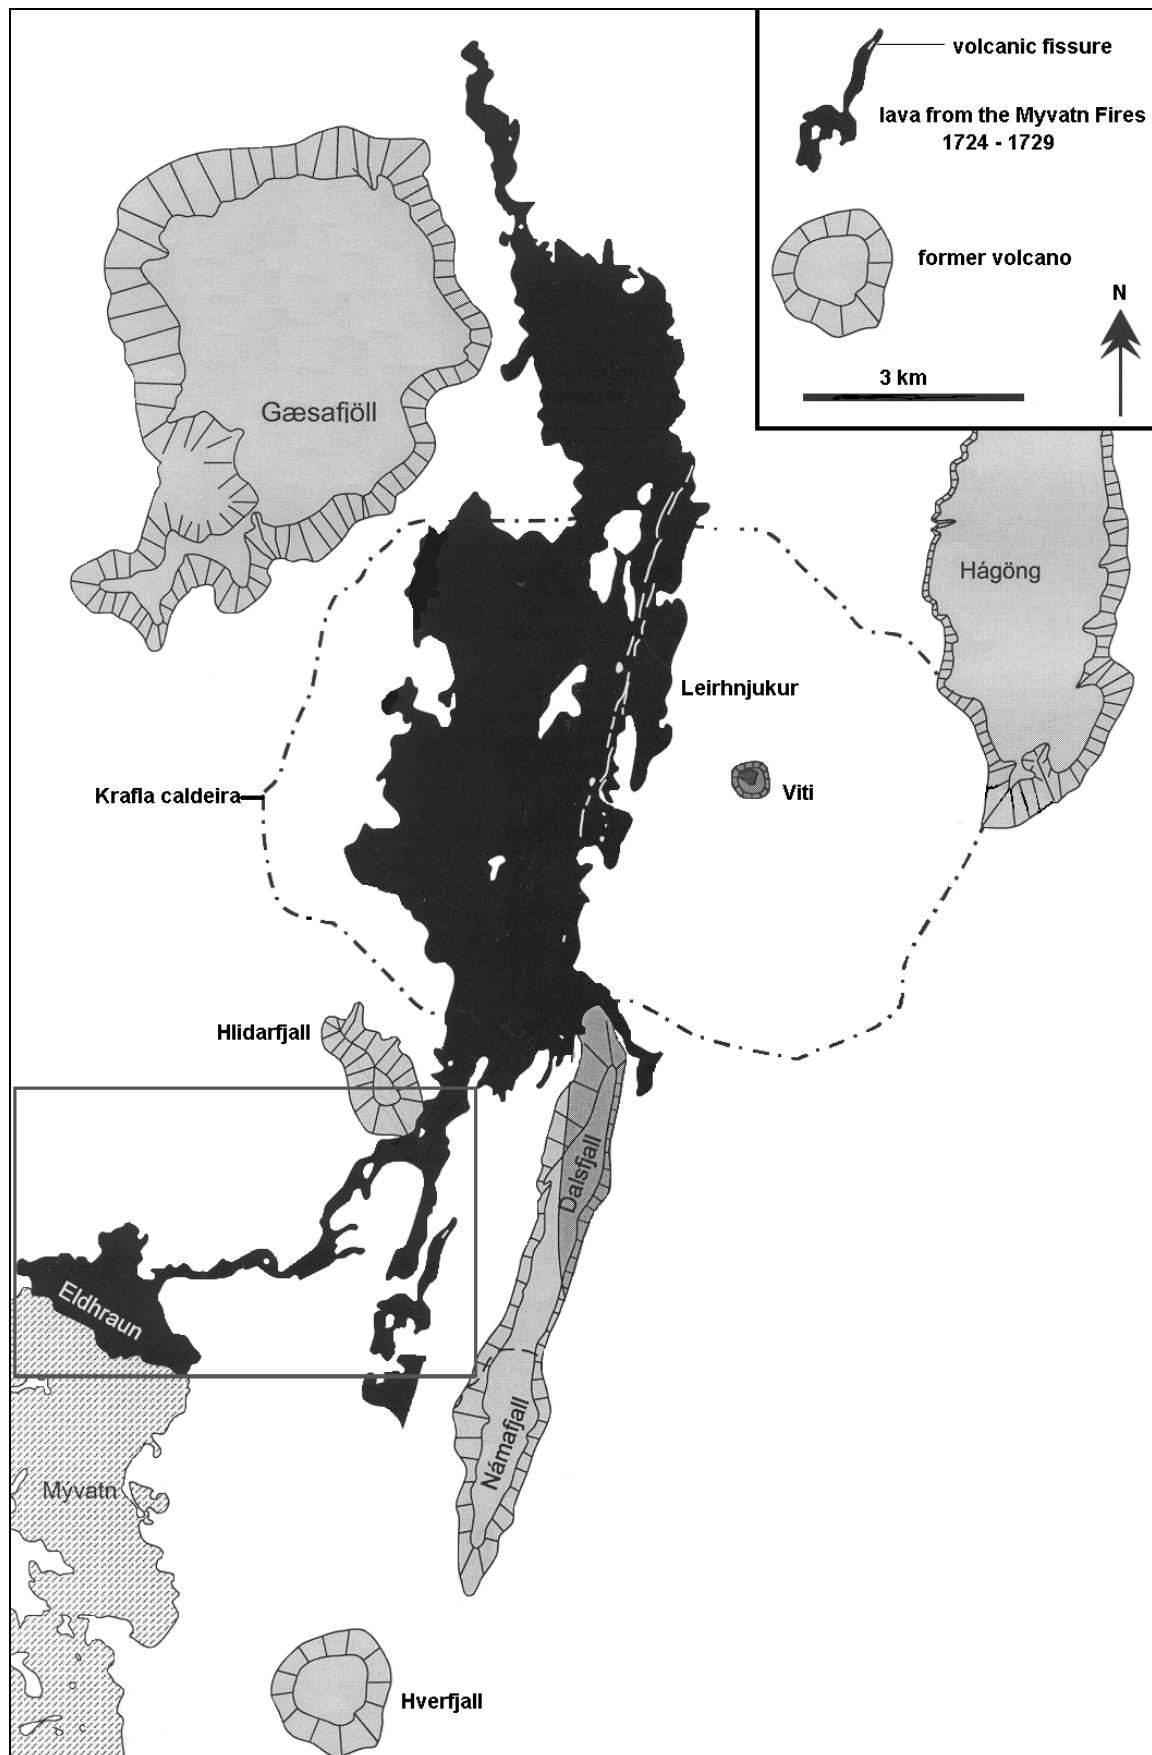 volcanic fissure
lava from the Myvatn Fires
1724 - 1729
former volcano
N
3 km
Gæsafjöll
Hágöng
Leirhnjukur
Viti
Krafla caldeira
Hlidarfjall
Dalsfjall
Eldhraun
Námafjall
Mývatn
Hverfjall